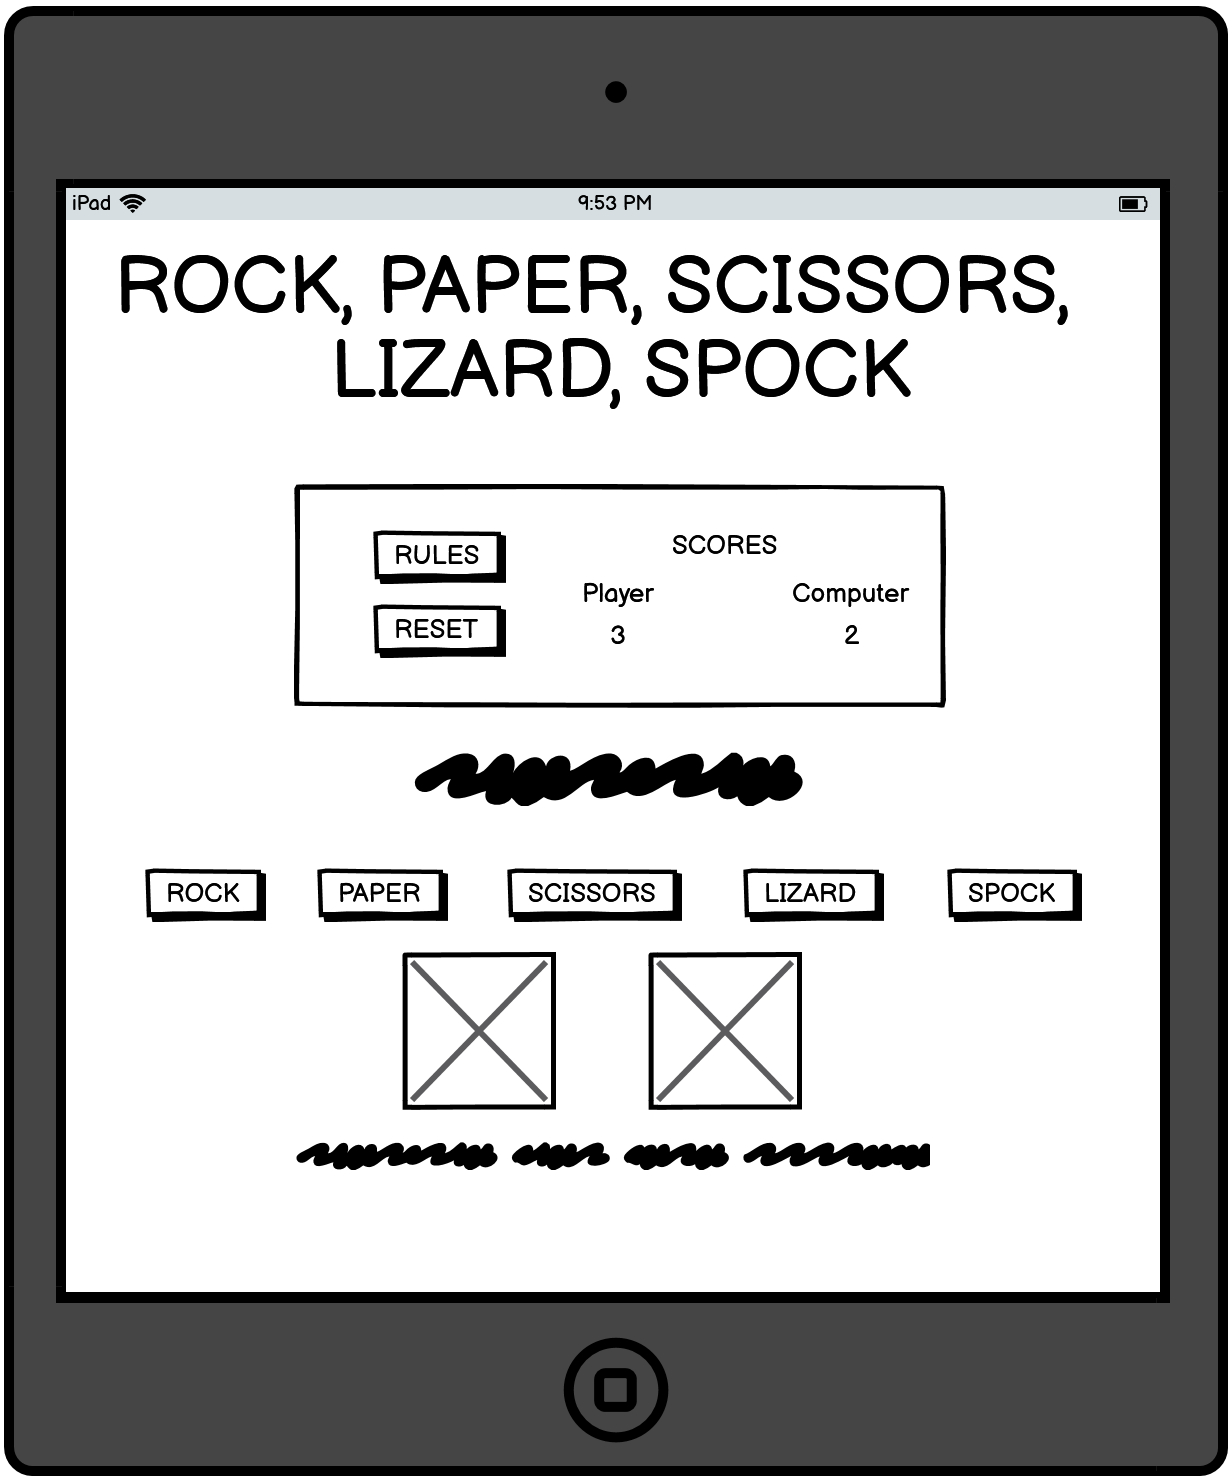 iPad 9:53 PM
ROCK, PAPER, SCISSORS,
LIZARD, SPOCK
RULES
RESET
SCORES
Player Computer
3 2
ROCK PAPER SCISSORS LIZARD SPOCK